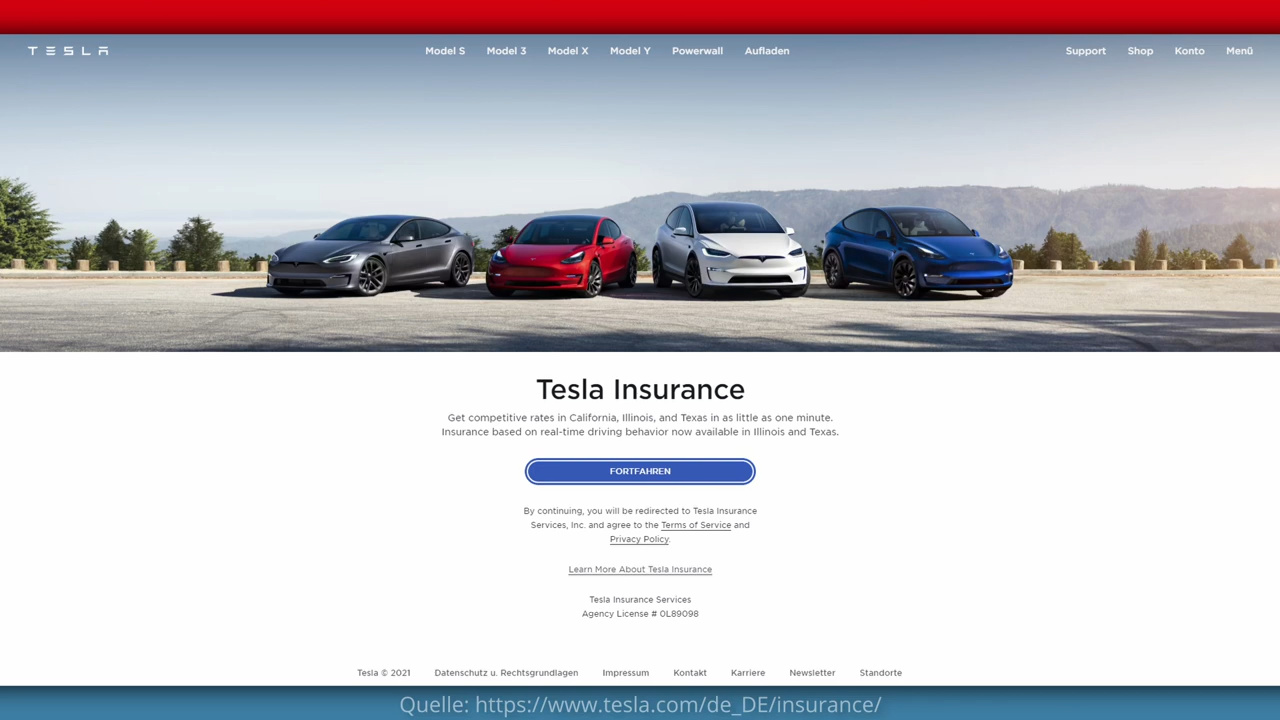 TESLA
Model S Model 3 Model X Model Y Powerwall Aufladen
Support Shop Konto Menü
Tesla Insurance
Get competitive rates in California, Illinois, and Texas in as little as one minute.
Insurance based on real-time driving behavior now available in Illinois and Texas.
FORTFAHREN
By continuing, you will be redirected to Tesla Insurance
Services, Inc. and agree to the Terms of Service and
Privacy Policy.
Learn More About Tesla Insurance
Tesla Insurance Services
Agency License # 0L89098
Tesla © 2021 Datenschutz u. Rechtsgrundlagen Impressum Kontakt Karriere Newsletter Standorte
Quelle: https://www.tesla.com/de_DE/insurance/